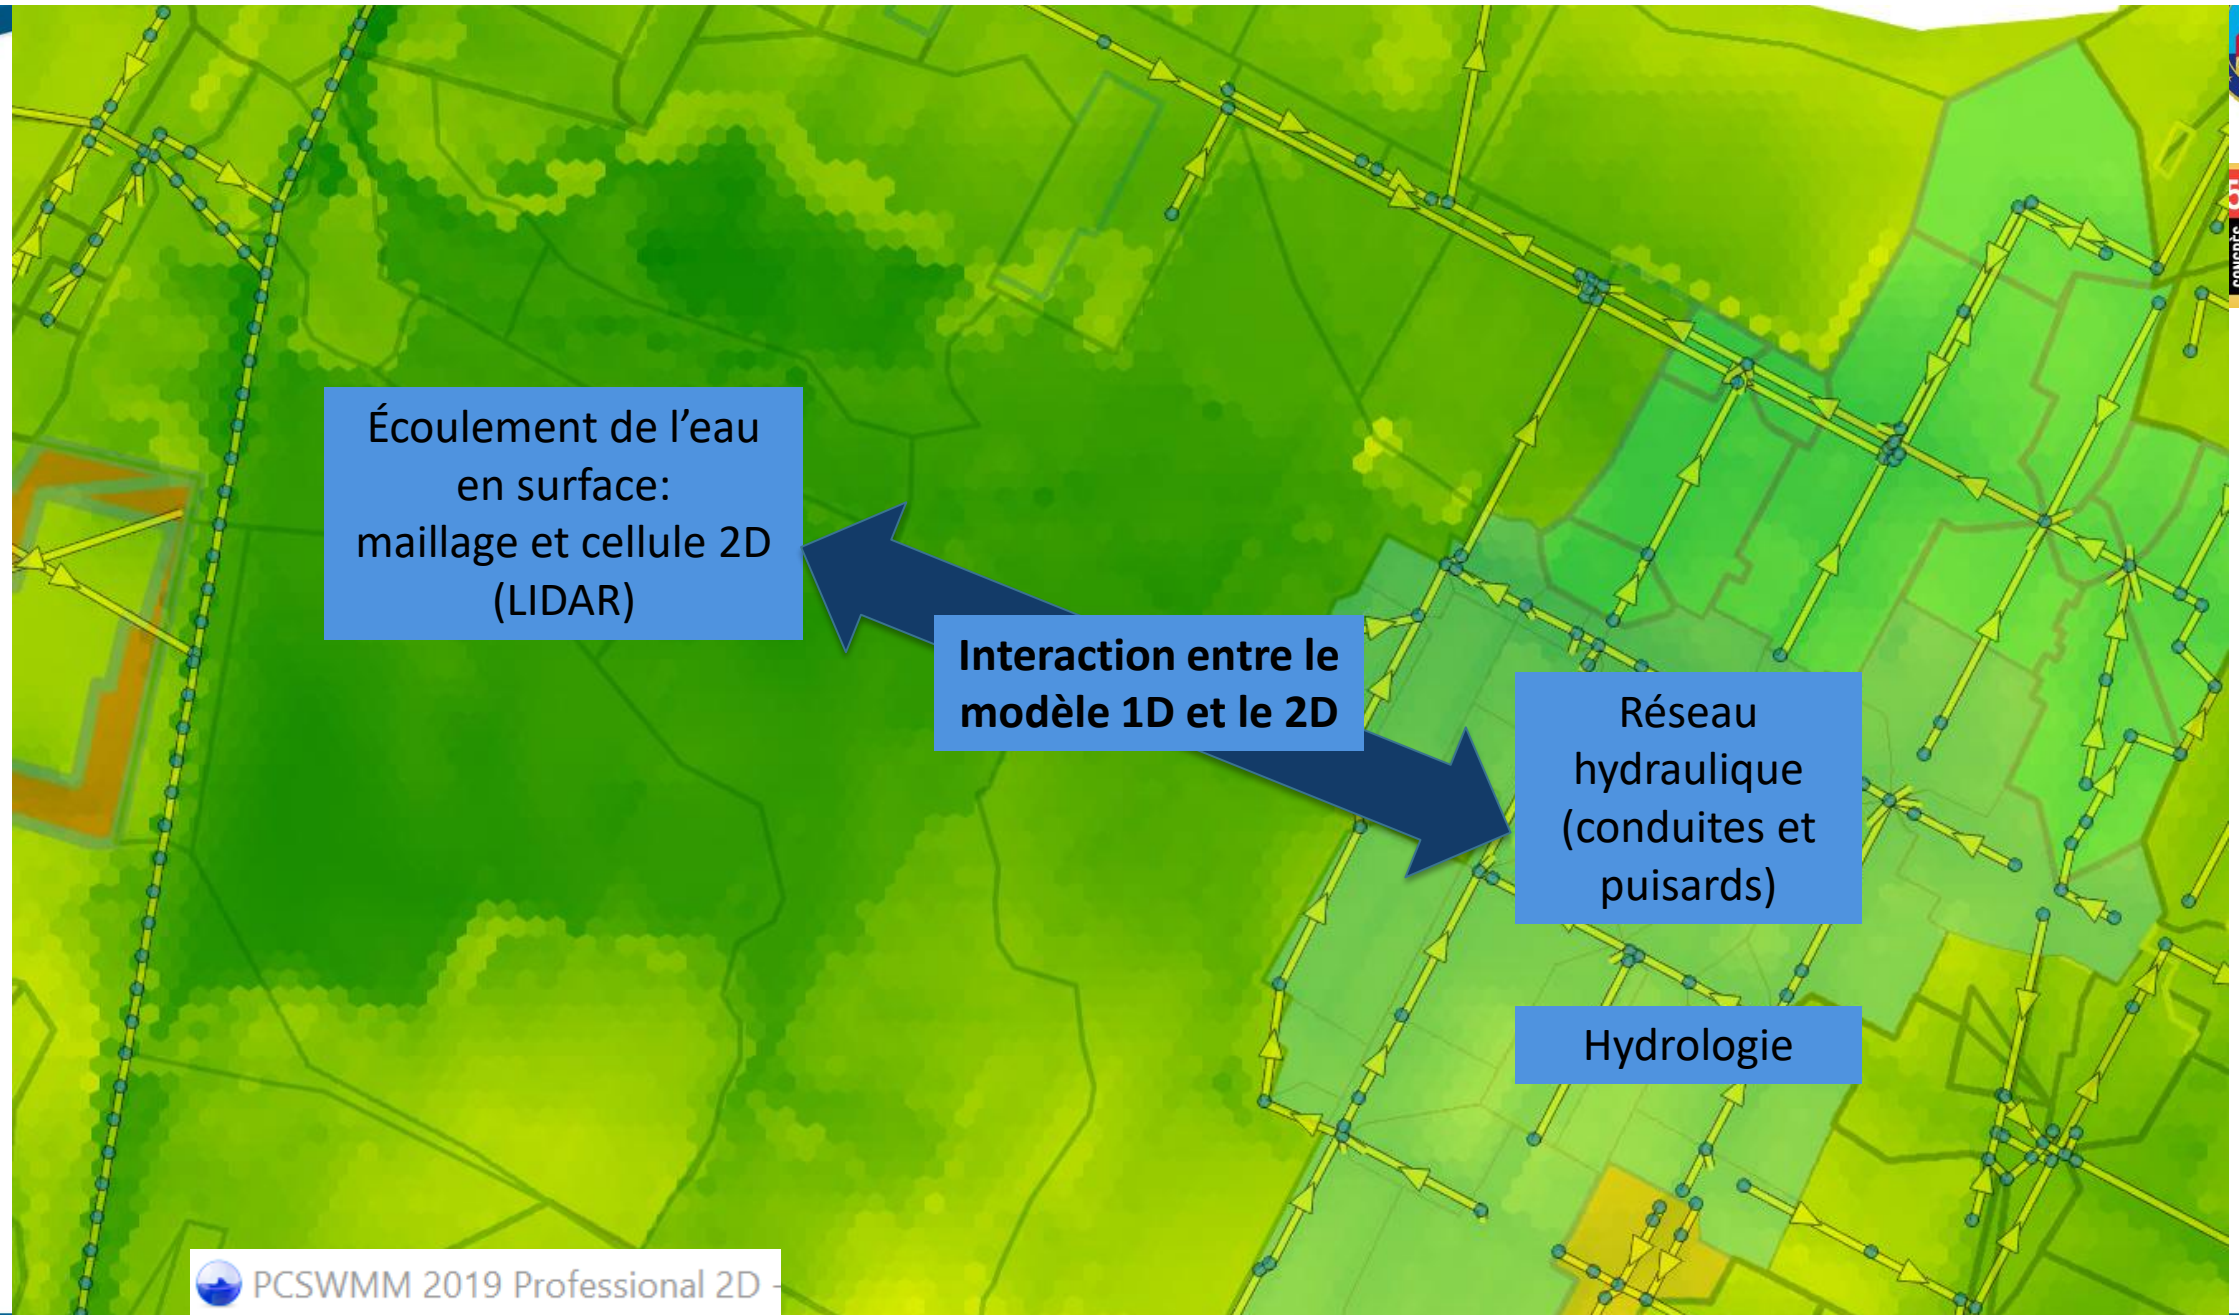 Écoulement de l’eau
en surface:
maillage et cellule 2D
(LIDAR)
Interaction entre le
modèle 1D et le 2D
Réseau
hydraulique
(conduites et
puisards)
Hydrologie
PCSWMM 2019 Professional 2D -
CONGRÈS